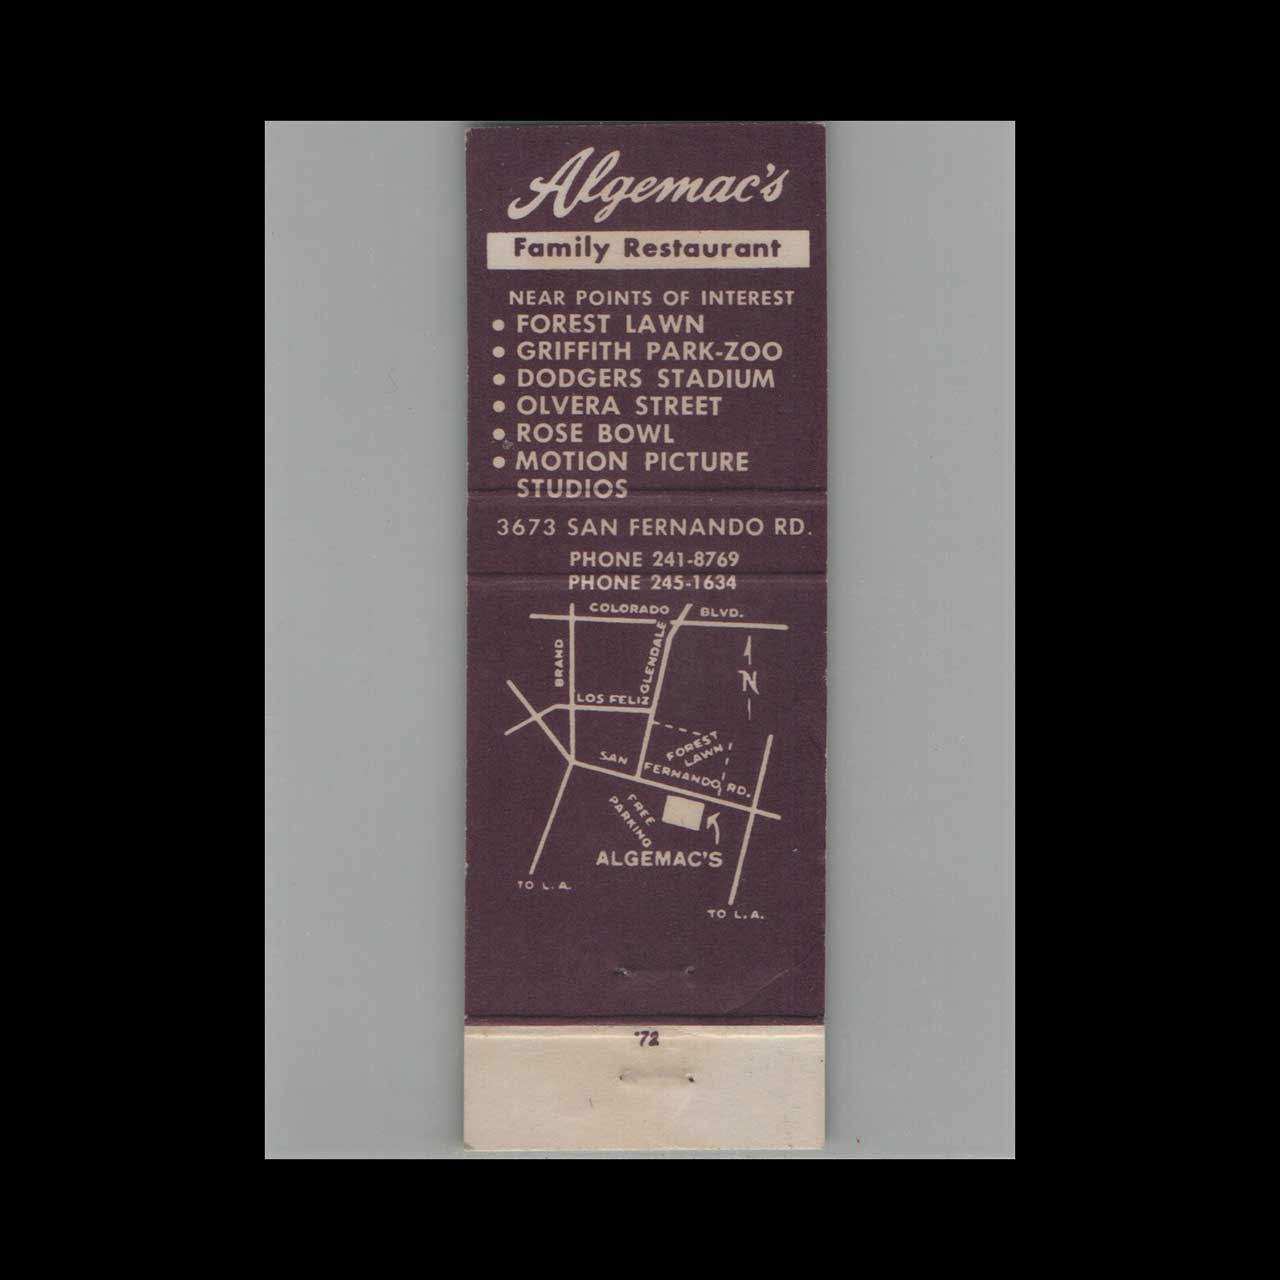 Algemac's
Family Restaurant
NEAR POINTS OF INTEREST
• FOREST LAWN
• GRIFFITH PARK-ZOO
• DODGERS STADIUM
• OLVERA STREET
• ROSE BOWL
• MOTION PICTURE
STUDIOS
3673 SAN FERNANDO RD.
PHONE 241-8769
PHONE 245-1634
COLORADO BLVD.
BRAND
GLENDALE
N
LOS FELIZ
FOREST
LAWN
SAN FERNANDO RD.
FREE
PARKING
ALGEMAC'S
TO L.A.
TO L.A.
'72